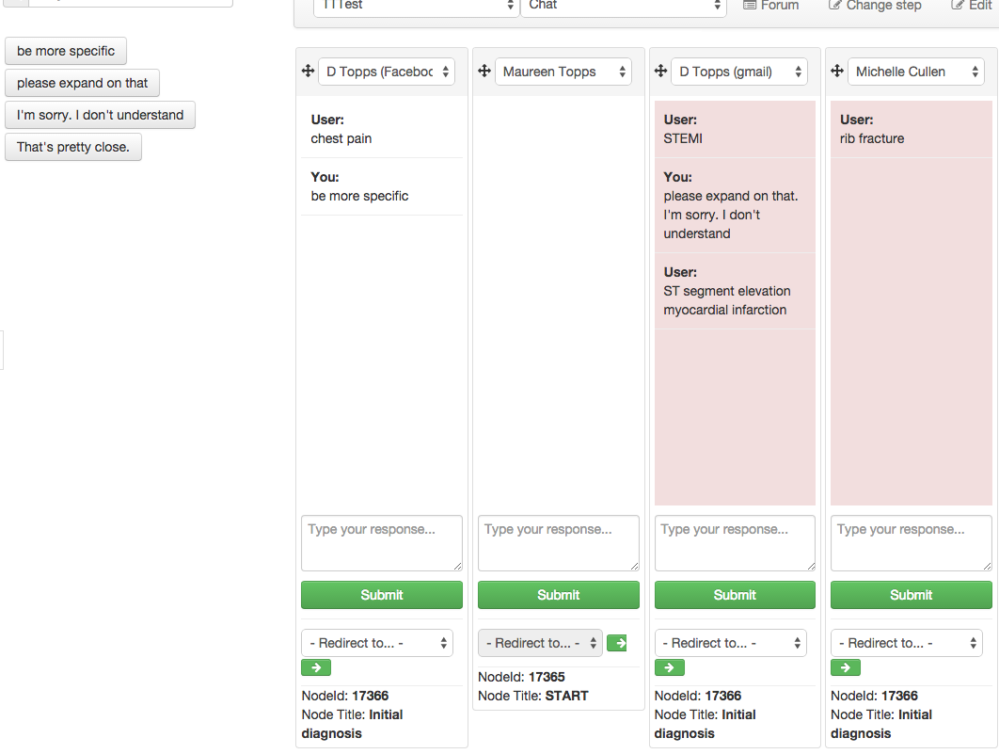 TTTest
Chat
Forum
Change step
Edit
be more specific
please expand on that
I'm sorry. I don't understand
That's pretty close.
D Topps (Faceboc
User:
chest pain
You:
be more specific
Type your response...
Submit
- Redirect to... -
NodeId: 17366
Node Title: Initial
diagnosis
Maureen Topps
Type your response...
Submit
- Redirect to... -
NodeId: 17365
Node Title: START
D Topps (gmail)
User:
STEMI
You:
please expand on that.
I'm sorry. I don't
understand
User:
ST segment elevation
myocardial infarction
Type your response...
Submit
- Redirect to... -
NodeId: 17366
Node Title: Initial
diagnosis
Michelle Cullen
User:
rib fracture
Type your response...
Submit
- Redirect to... -
NodeId: 17366
Node Title: Initial
diagnosis